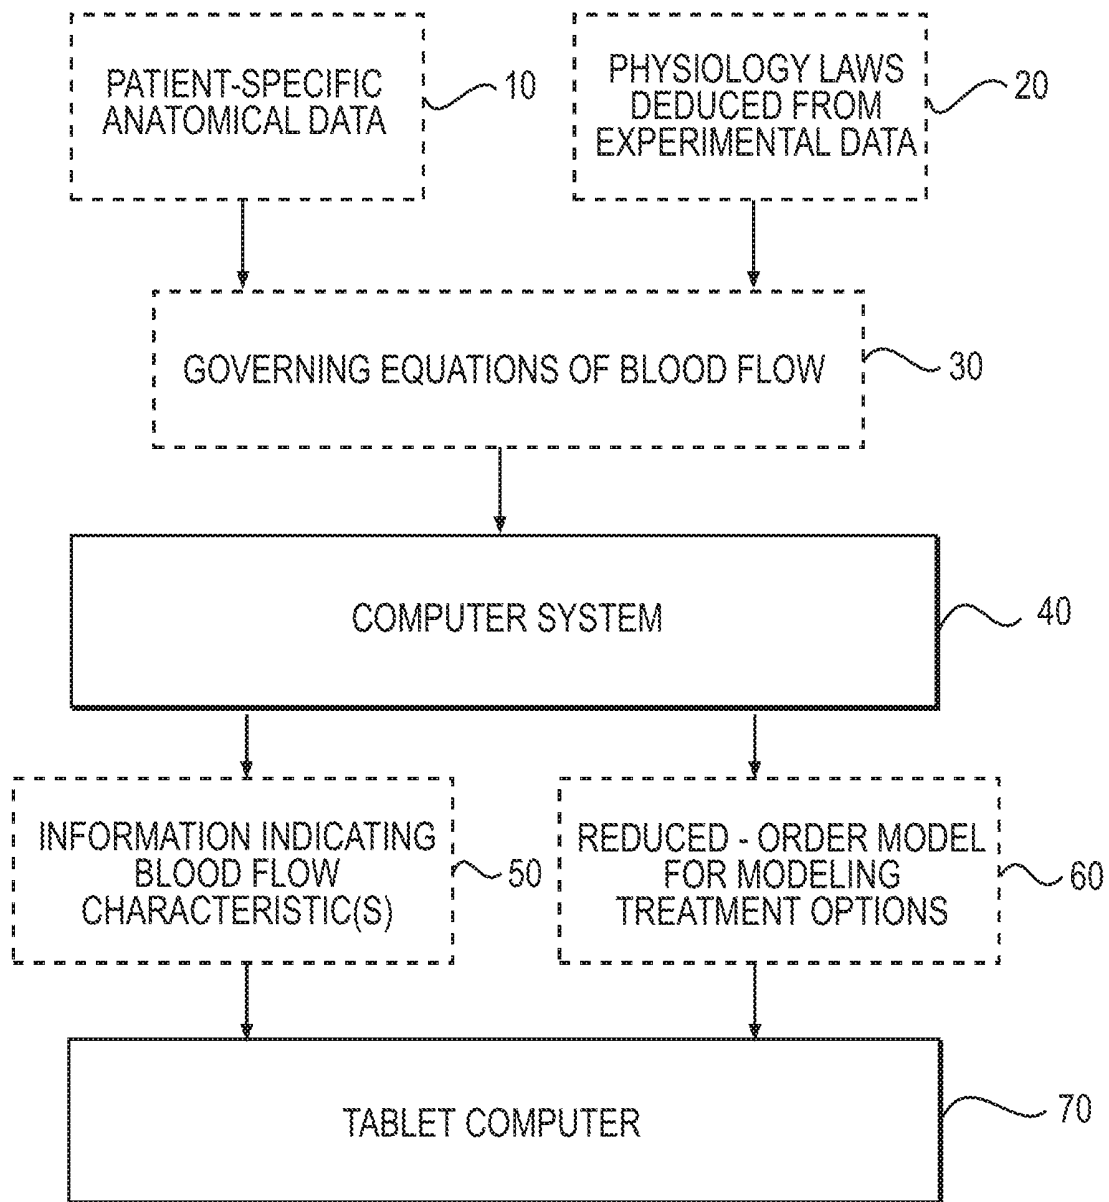 PATIENT-SPECIFIC
ANATOMICAL DATA
10
PHYSIOLOGY LAWS
DEDUCED FROM
EXPERIMENTAL DATA
20
GOVERNING EQUATIONS OF BLOOD FLOW
30
COMPUTER SYSTEM
40
INFORMATION INDICATING
BLOOD FLOW
CHARACTERISTIC(S)
50
REDUCED - ORDER MODEL
FOR MODELING
TREATMENT OPTIONS
60
TABLET COMPUTER
70